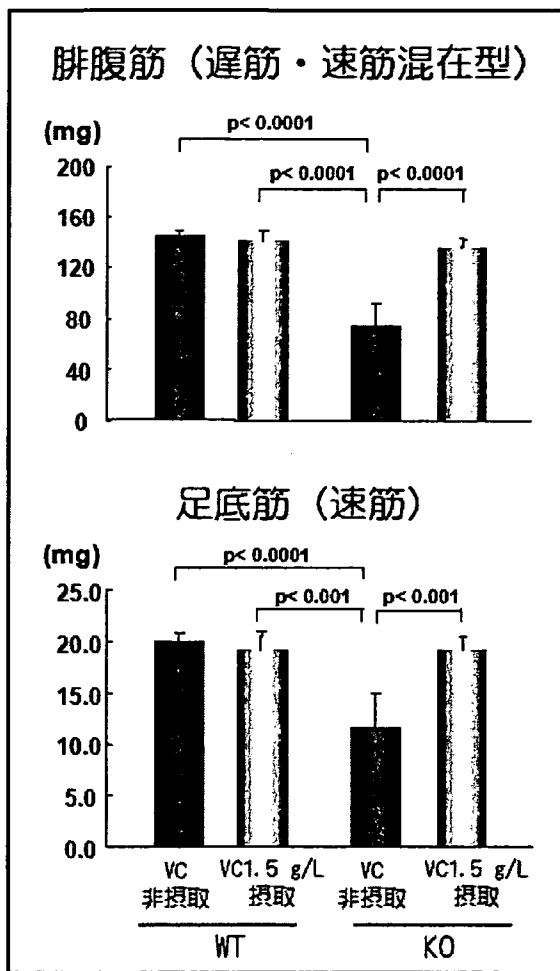 腓腹筋（遅筋・速筋混在型）
(mg)
p< 0.0001
p< 0.0001 p< 0.0001
200
160
120
80
40
0
足底筋（速筋）
(mg)
p< 0.0001
p< 0.001 p< 0.001
25.0
20.0
15.0
10.0
5.0
0.0
VC VC1.5 g/L VC VC1.5 g/L
非摂取 摂取 非摂取 摂取
WT KO